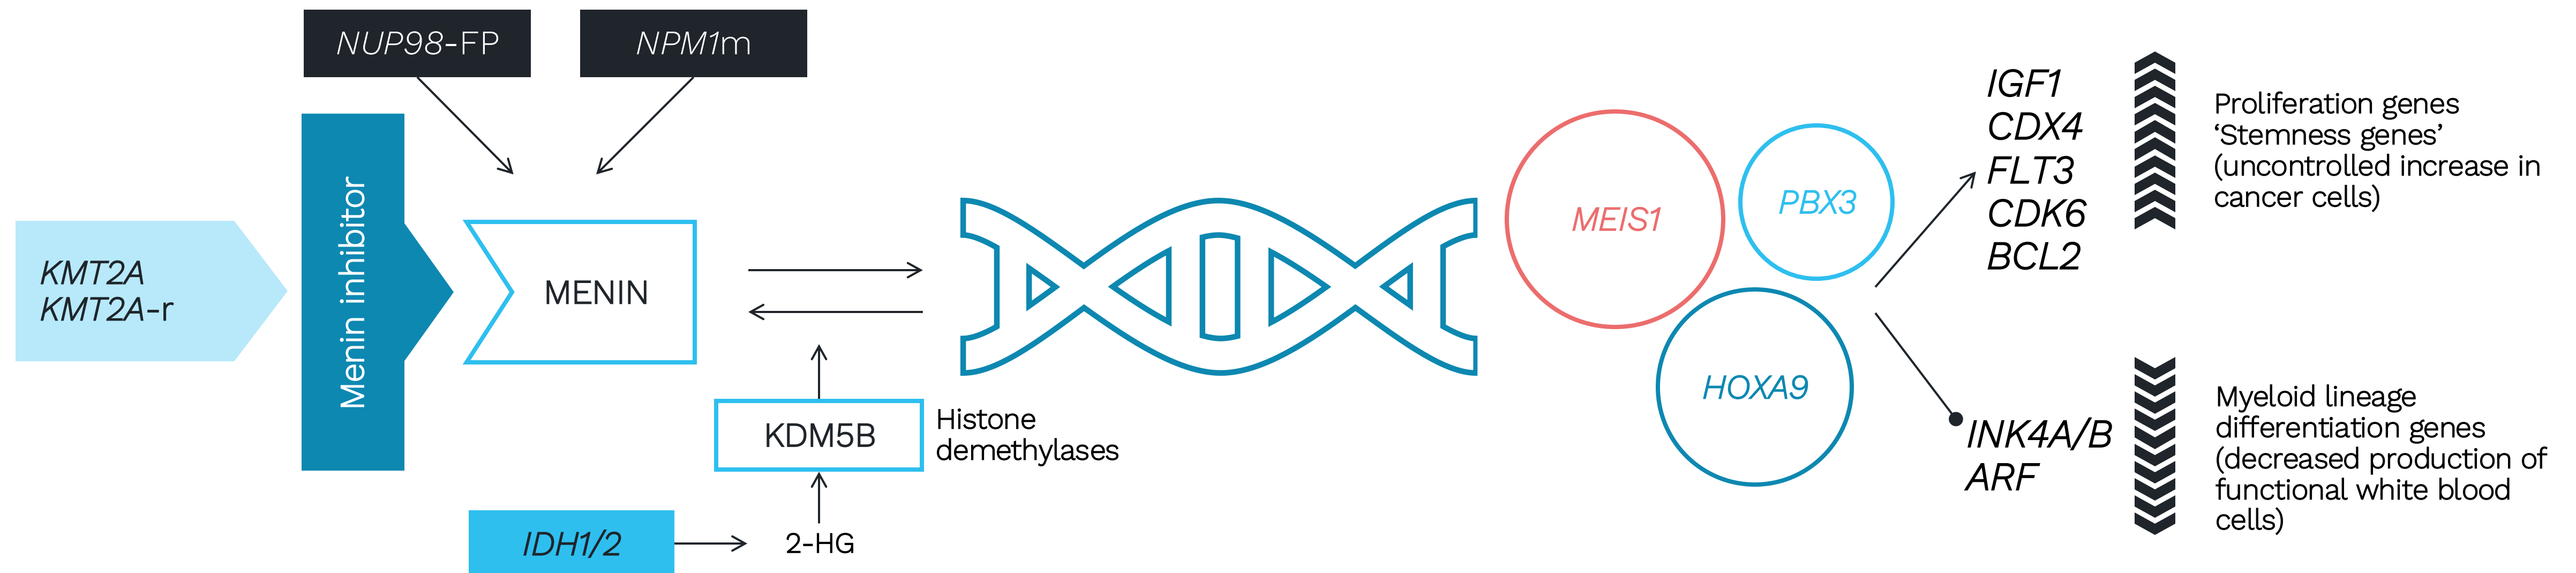 NUP98-FP
NPM1m
KMT2A
KMT2A-r
Menin inhibitor
MENIN
KDM5B
Histone
demethylases
IDH1/2
2-HG
MEIS1
PBX3
HOXA9
IGF1
CDX4
FLT3
CDK6
BCL2
Proliferation genes
‘Stemness genes’
(uncontrolled increase in
cancer cells)
INK4A/B
ARF
Myeloid lineage
differentiation genes
(decreased production of
functional white blood
cells)